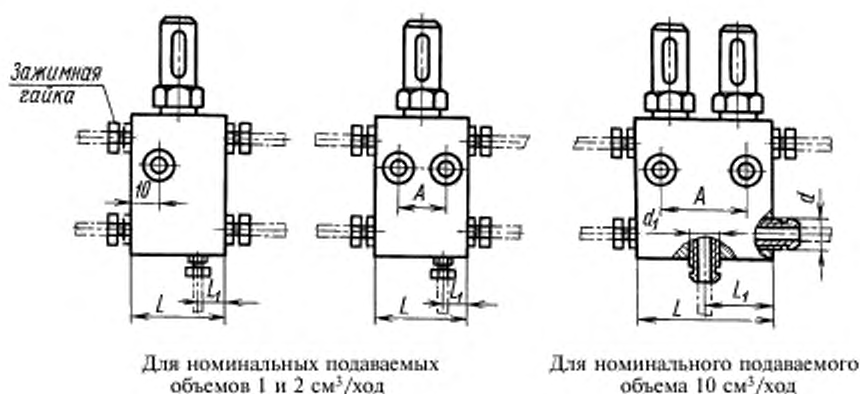 Зажимная
гайка
10
L
L₁
A
L
L₁
A
d
d₁
L₁
L
Для номинальных подаваемых
объемов 1 и 2 см³/ход
Для номинального подаваемого
объема 10 см³/ход